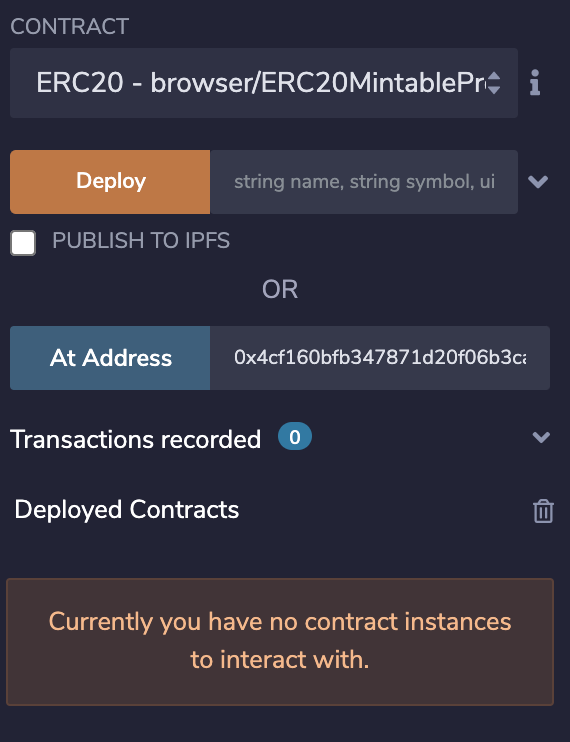 CONTRACT
ERC20 - browser/ERC20MintablePr
Deploy string name, string symbol, ui
PUBLISH TO IPFS
OR
At Address 0x4cf160bfb347871d20f06b3ca
Transactions recorded 0
Deployed Contracts
Currently you have no contract instances
to interact with.